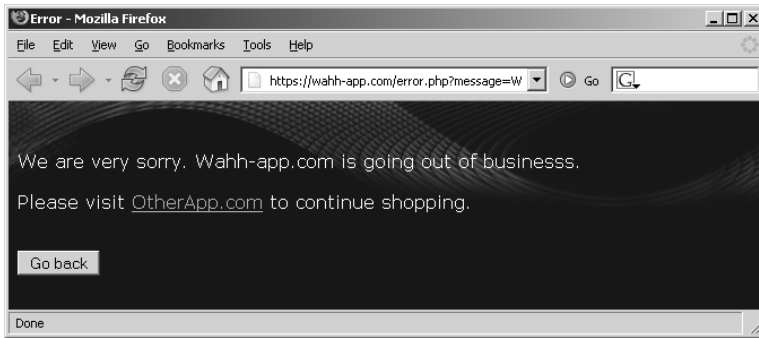 Error - Mozilla Firefox
File Edit View Go Bookmarks Tools Help
https://wahh-app.com/error.php?message=W Go G
We are very sorry. Wahh-app.com is going out of businesss.
Please visit OtherApp.com to continue shopping.
Go back
Done